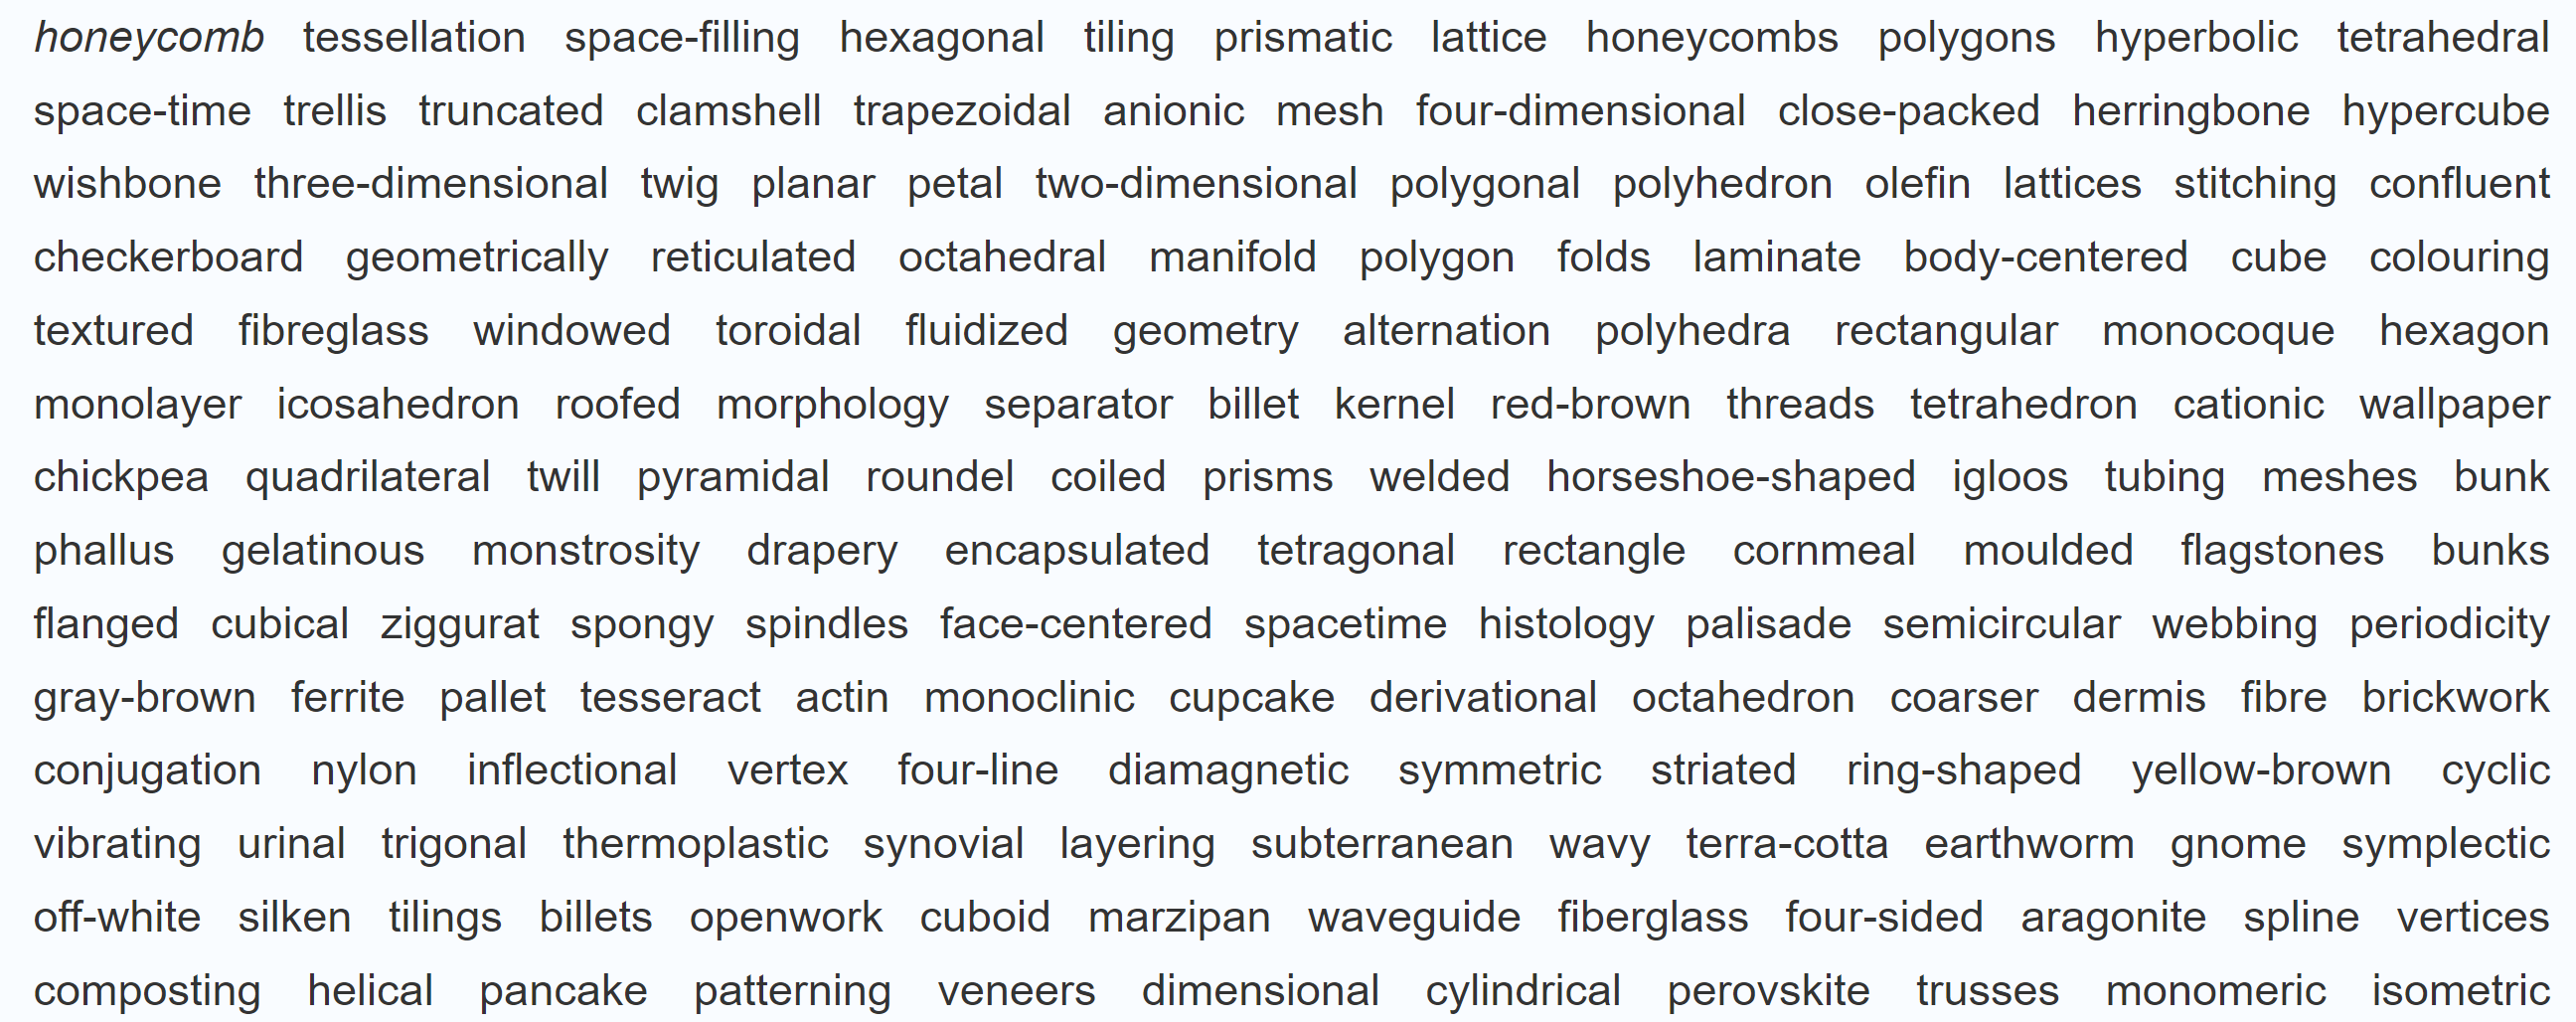 honeycomb tessellation space-filling hexagonal tiling prismatic lattice honeycombs polygons hyperbolic tetrahedral
space-time trellis truncated clamshell trapezoidal anionic mesh four-dimensional close-packed herringbone hypercube
wishbone three-dimensional twig planar petal two-dimensional polygonal polyhedron olefin lattices stitching confluent
checkerboard geometrically reticulated octahedral manifold polygon folds laminate body-centered cube colouring
textured fibreglass windowed toroidal fluidized geometry alternation polyhedra rectangular monocoque hexagon
monolayer icosahedron roofed morphology separator billet kernel red-brown threads tetrahedron cationic wallpaper
chickpea quadrilateral twill pyramidal roundel coiled prisms welded horseshoe-shaped igloos tubing meshes bunk
phallus gelatinous monstrosity drapery encapsulated tetragonal rectangle cornmeal moulded flagstones bunks
flanged cubical ziggurat spongy spindles face-centered spacetime histology palisade semicircular webbing periodicity
gray-brown ferrite pallet tesseract actin monoclinic cupcake derivational octahedron coarser dermis fibre brickwork
conjugation nylon inflectional vertex four-line diamagnetic symmetric striated ring-shaped yellow-brown cyclic
vibrating urinal trigonal thermoplastic synovial layering subterranean wavy terra-cotta earthworm gnome symplectic
off-white silken tilings billets openwork cuboid marzipan waveguide fiberglass four-sided aragonite spline vertices
composting helical pancake patterning veneers dimensional cylindrical perovskite trusses monomeric isometric